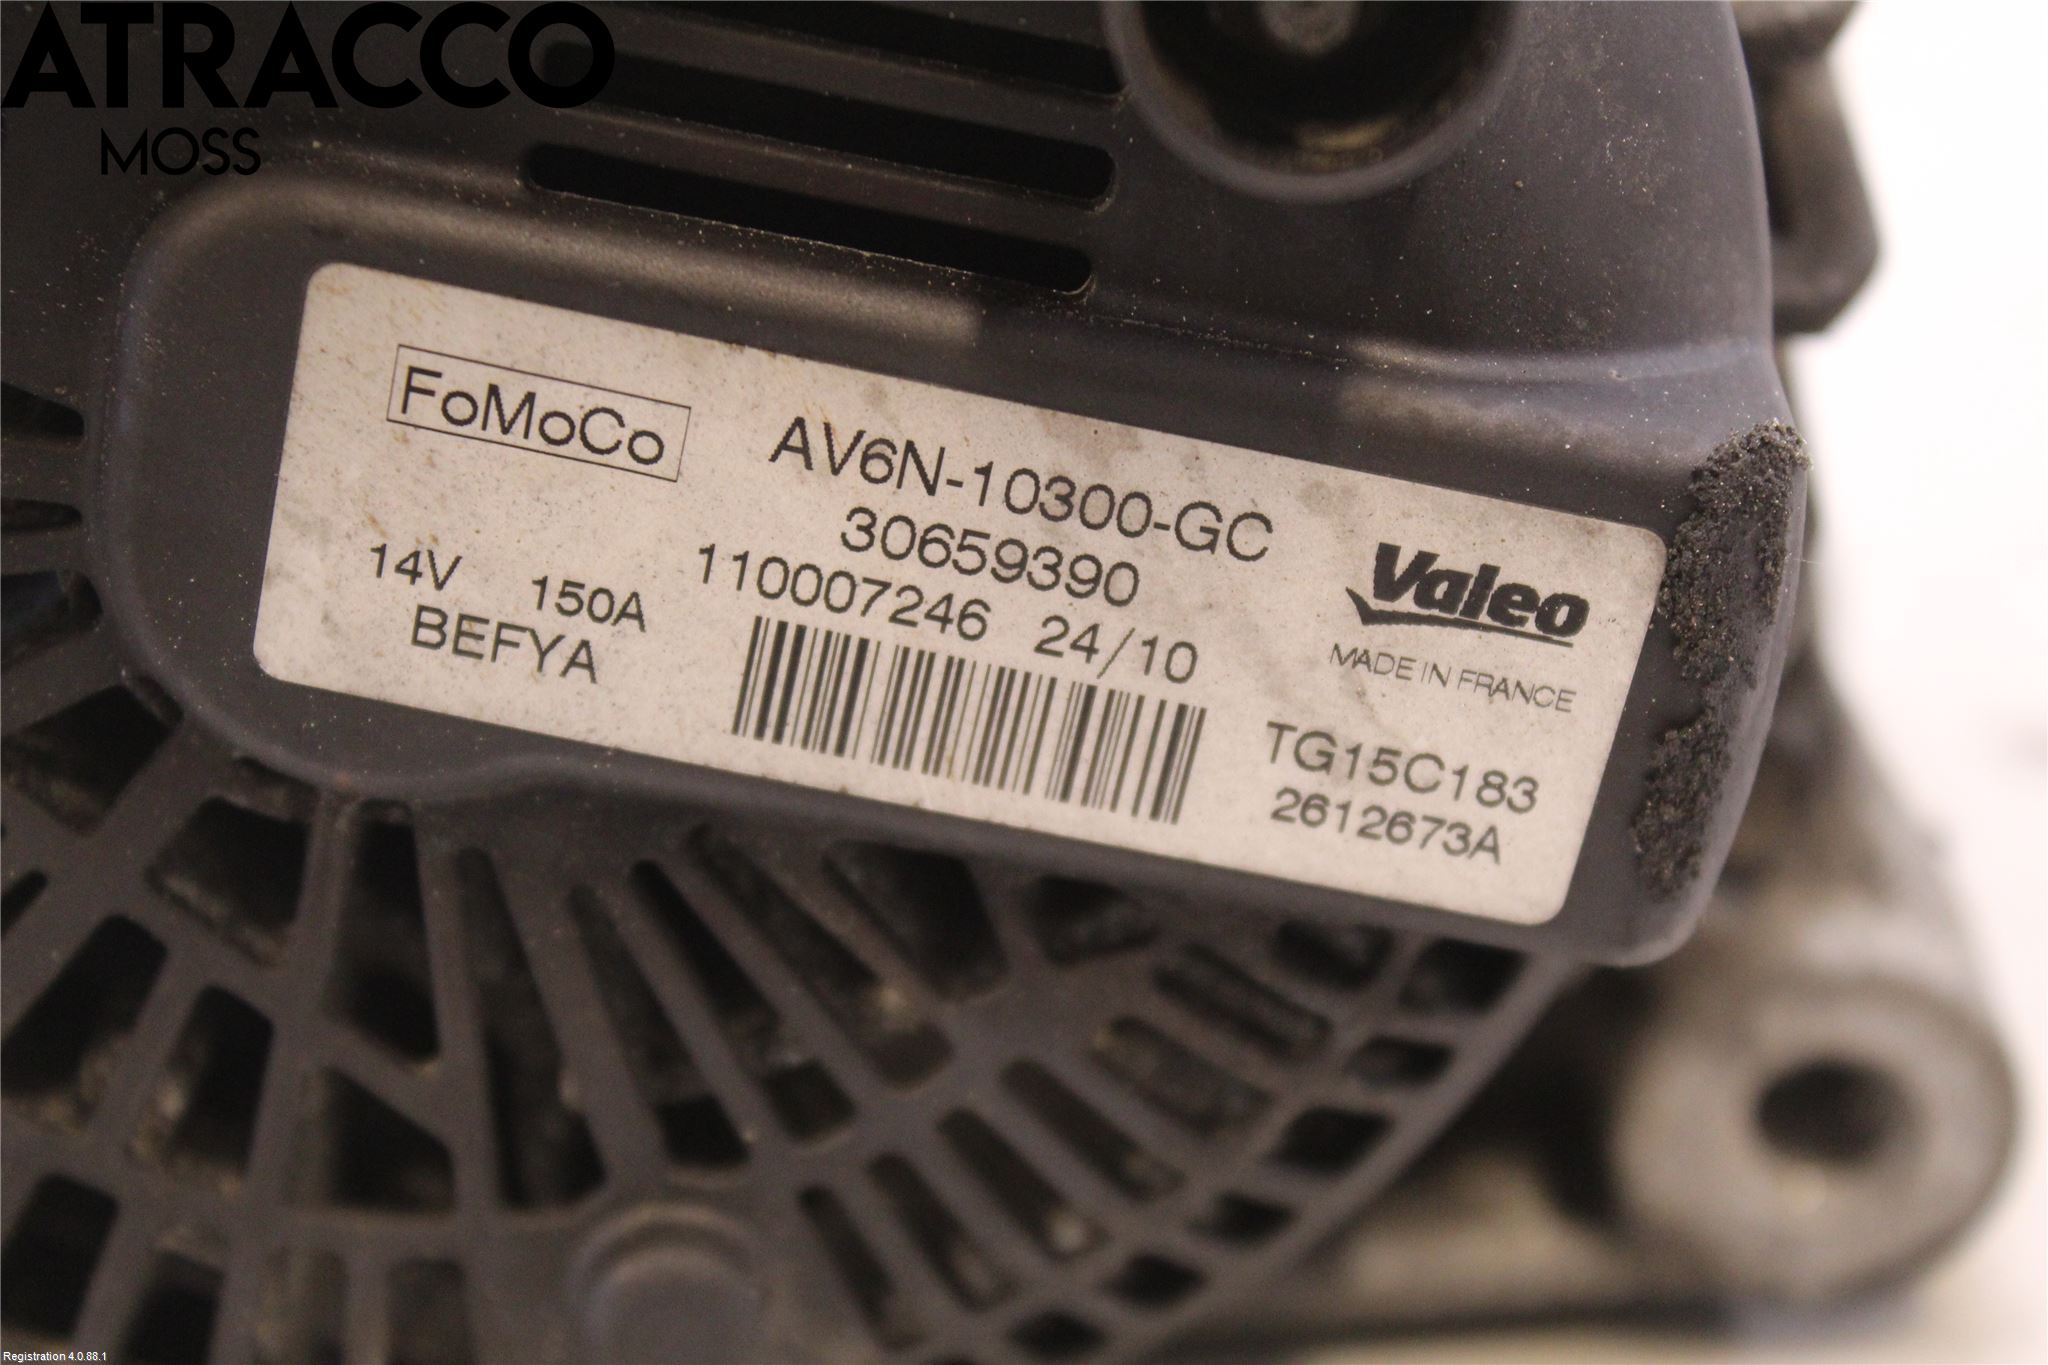 ATRACCO
MOSS
FoMoCo
AV6N-10300-GC
30659390
14V 150A 110007246 24/10
BEFYA
Valeo
MADE IN FRANCE
TG15C183
2612673A
Registration 4.0.88.1